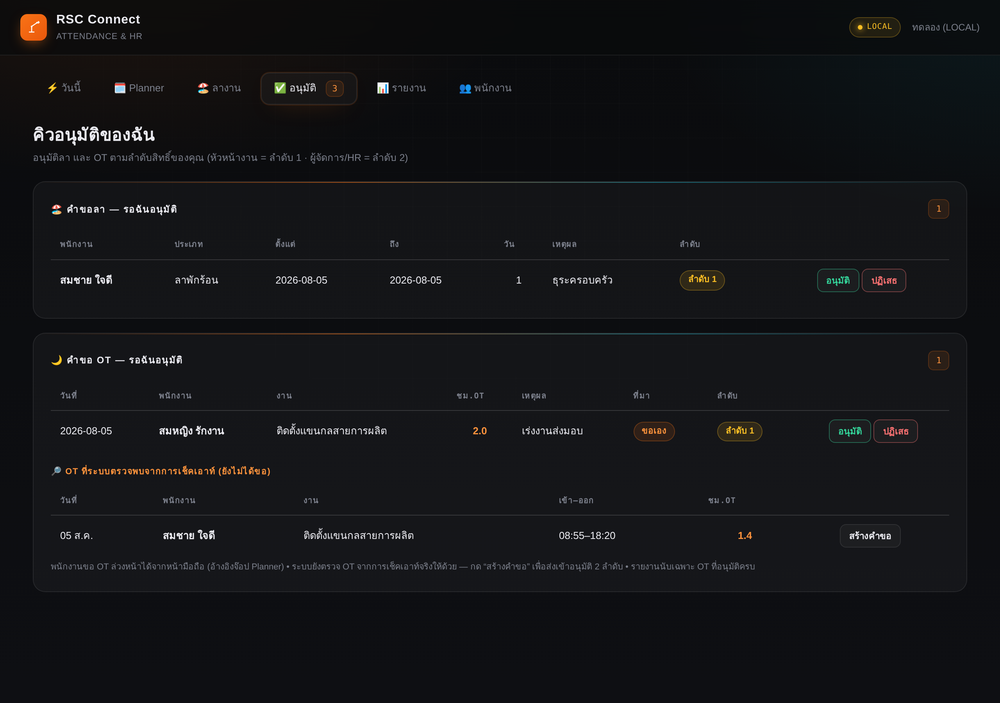 RSC Connect
ATTENDANCE & HR
LOCAL
ทดลอง (LOCAL)
⚡ วันนี้
🗓️ Planner
🏖️ ลางาน
✅ อนุมัติ 3
📊 รายงาน
👥 พนักงาน
คิวอนุมัติของฉัน
อนุมัติลา และ OT ตามลำดับสิทธิ์ของคุณ (หัวหน้างาน = ลำดับ 1 · ผู้จัดการ/HR = ลำดับ 2)
🏖️ คำขอลา — รอฉันอนุมัติ 1
พนักงาน ประเภท ตั้งแต่ ถึง วัน เหตุผล ลำดับ
สมชาย ใจดี ลาพักร้อน 2026-08-05 2026-08-05 1 ธุระครอบครัว ลำดับ 1 อนุมัติ ปฏิเสธ
🌙 คำขอ OT — รอฉันอนุมัติ 1
วันที่ พนักงาน งาน ชม.OT เหตุผล ที่มา ลำดับ
2026-08-05 สมหญิง รักงาน ติดตั้งแขนกลสายการผลิต 2.0 เร่งงานส่งมอบ ขอเอง ลำดับ 1 อนุมัติ ปฏิเสธ
🔎 OT ที่ระบบตรวจพบจากการเช็คเอาท์ (ยังไม่ได้ขอ)
วันที่ พนักงาน งาน เข้า–ออก ชม.OT
05 ส.ค. สมชาย ใจดี ติดตั้งแขนกลสายการผลิต 08:55–18:20 1.4 สร้างคำขอ
พนักงานขอ OT ล่วงหน้าได้จากหน้ามือถือ (อ้างอิงจ๊อป Planner) • ระบบยังตรวจ OT จากการเช็คเอาท์จริงให้ด้วย — กด “สร้างคำขอ” เพื่อส่งเข้าอนุมัติ 2 ลำดับ • รายงานนับเฉพาะ OT ที่อนุมัติครบ